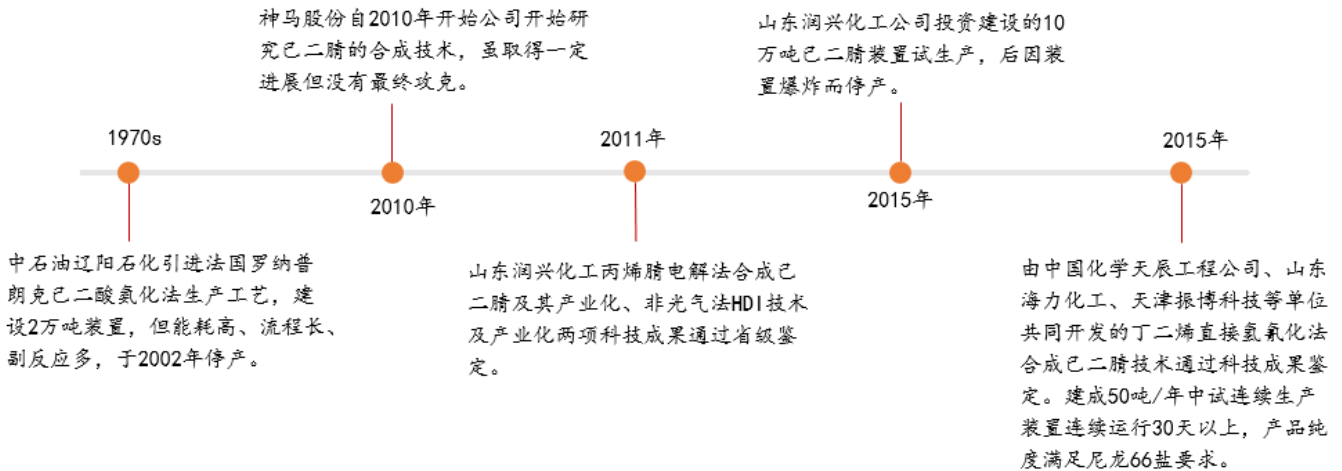 神马股份自2010年开始公司开始研
究己二腈的合成技术，虽取得一定
进展但没有最终攻克。
山东润兴化工公司投资建设的10
万吨己二腈装置试生产，后因装
置爆炸而停产。
1970s
2010年
2011年
2015年
2015年
中石油辽阳石化引进法国罗纳普
朗克己二酸氨化法生产工艺，建
设2万吨装置，但能耗高、流程长、
副反应多，于2002年停产。
山东润兴化工丙烯腈电解法合成己
二腈及其产业化、非光气法HDI技术
及产业化两项科技成果通过省级鉴
定。
由中国化学天辰工程公司、山东
海力化工、天津振博科技等单位
共同开发的丁二烯直接氢氰化法
合成己二腈技术通过科技成果鉴
定。建成50吨/年中试连续生产
装置连续运行30天以上，产品纯
度满足尼龙66盐要求。